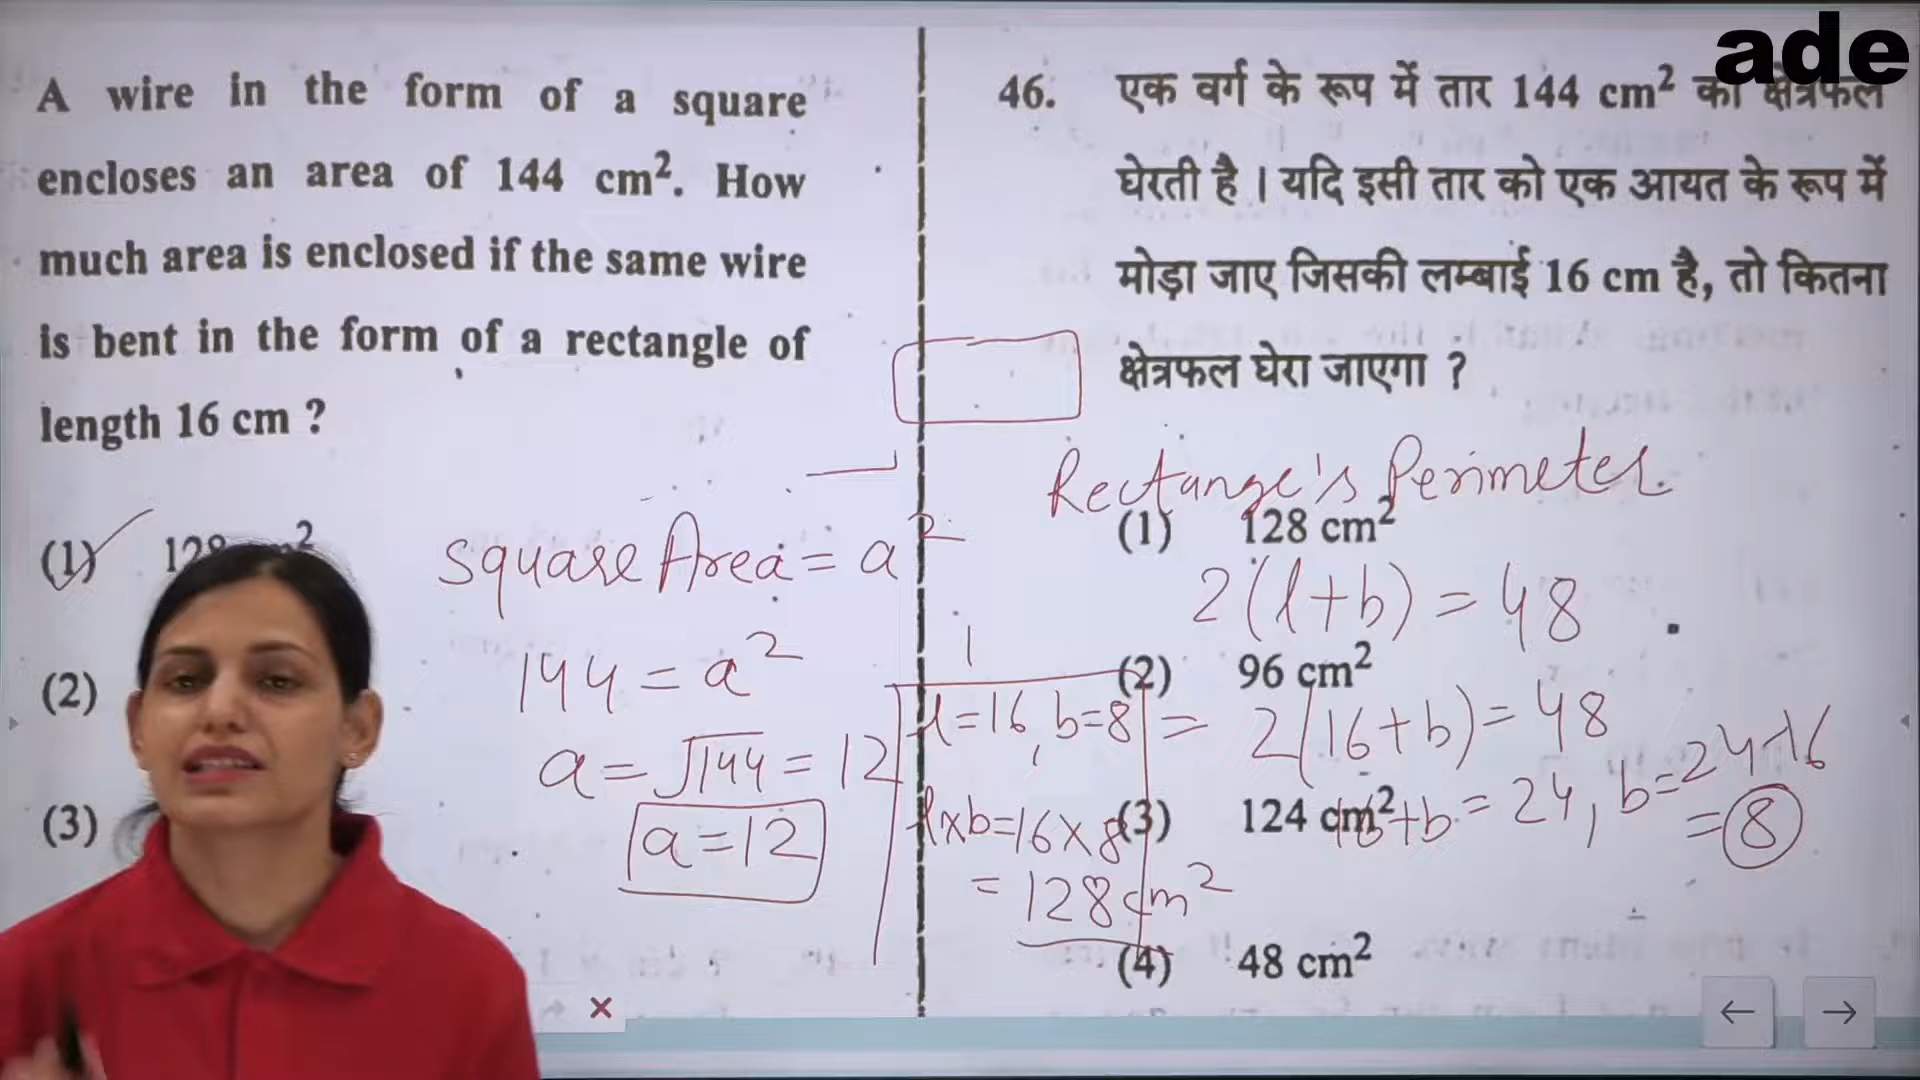 ade
A wire in the form of a square
encloses an area of 144 cm². How
much area is enclosed if the same wire
is bent in the form of a rectangle of
length 16 cm ?
(1) 128 cm²
(2)
(3)
Square Area = a²
144 = a²
a = √144 = 12
a = 12
46. एक वर्ग के रूप में तार 144 cm² का क्षेत्रफल
घेरती है । यदि इसी तार को एक आयत के रूप में
मोड़ा जाए जिसकी लम्बाई 16 cm है, तो कितना
क्षेत्रफल घेरा जाएगा ?
Rectange's Perimeter
(1) 128 cm²
2(l+b) = 48
(2) 96 cm²
l=16, b=8
= 2(16+b) = 48
(3) 124 cm²
16+b = 24, b = 24-16
= 8
l×b=16×8
= 128 cm²
(4) 48 cm²